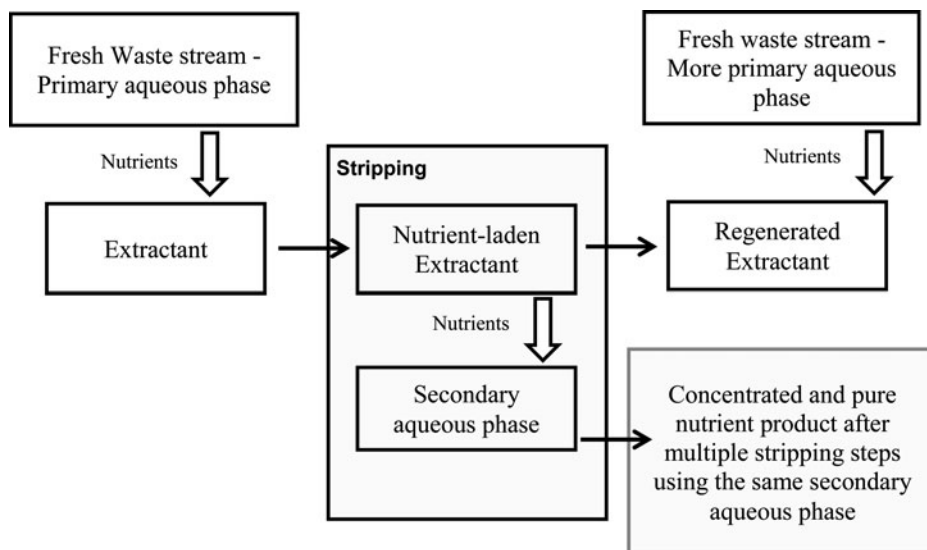 Fresh Waste stream -
Primary aqueous phase
Nutrients
Extractant
Stripping
Nutrient-laden
Extractant
Nutrients
Secondary
aqueous phase
Fresh waste stream -
More primary aqueous
phase
Nutrients
Regenerated
Extractant
Concentrated and pure
nutrient product after
multiple stripping steps
using the same secondary
aqueous phase